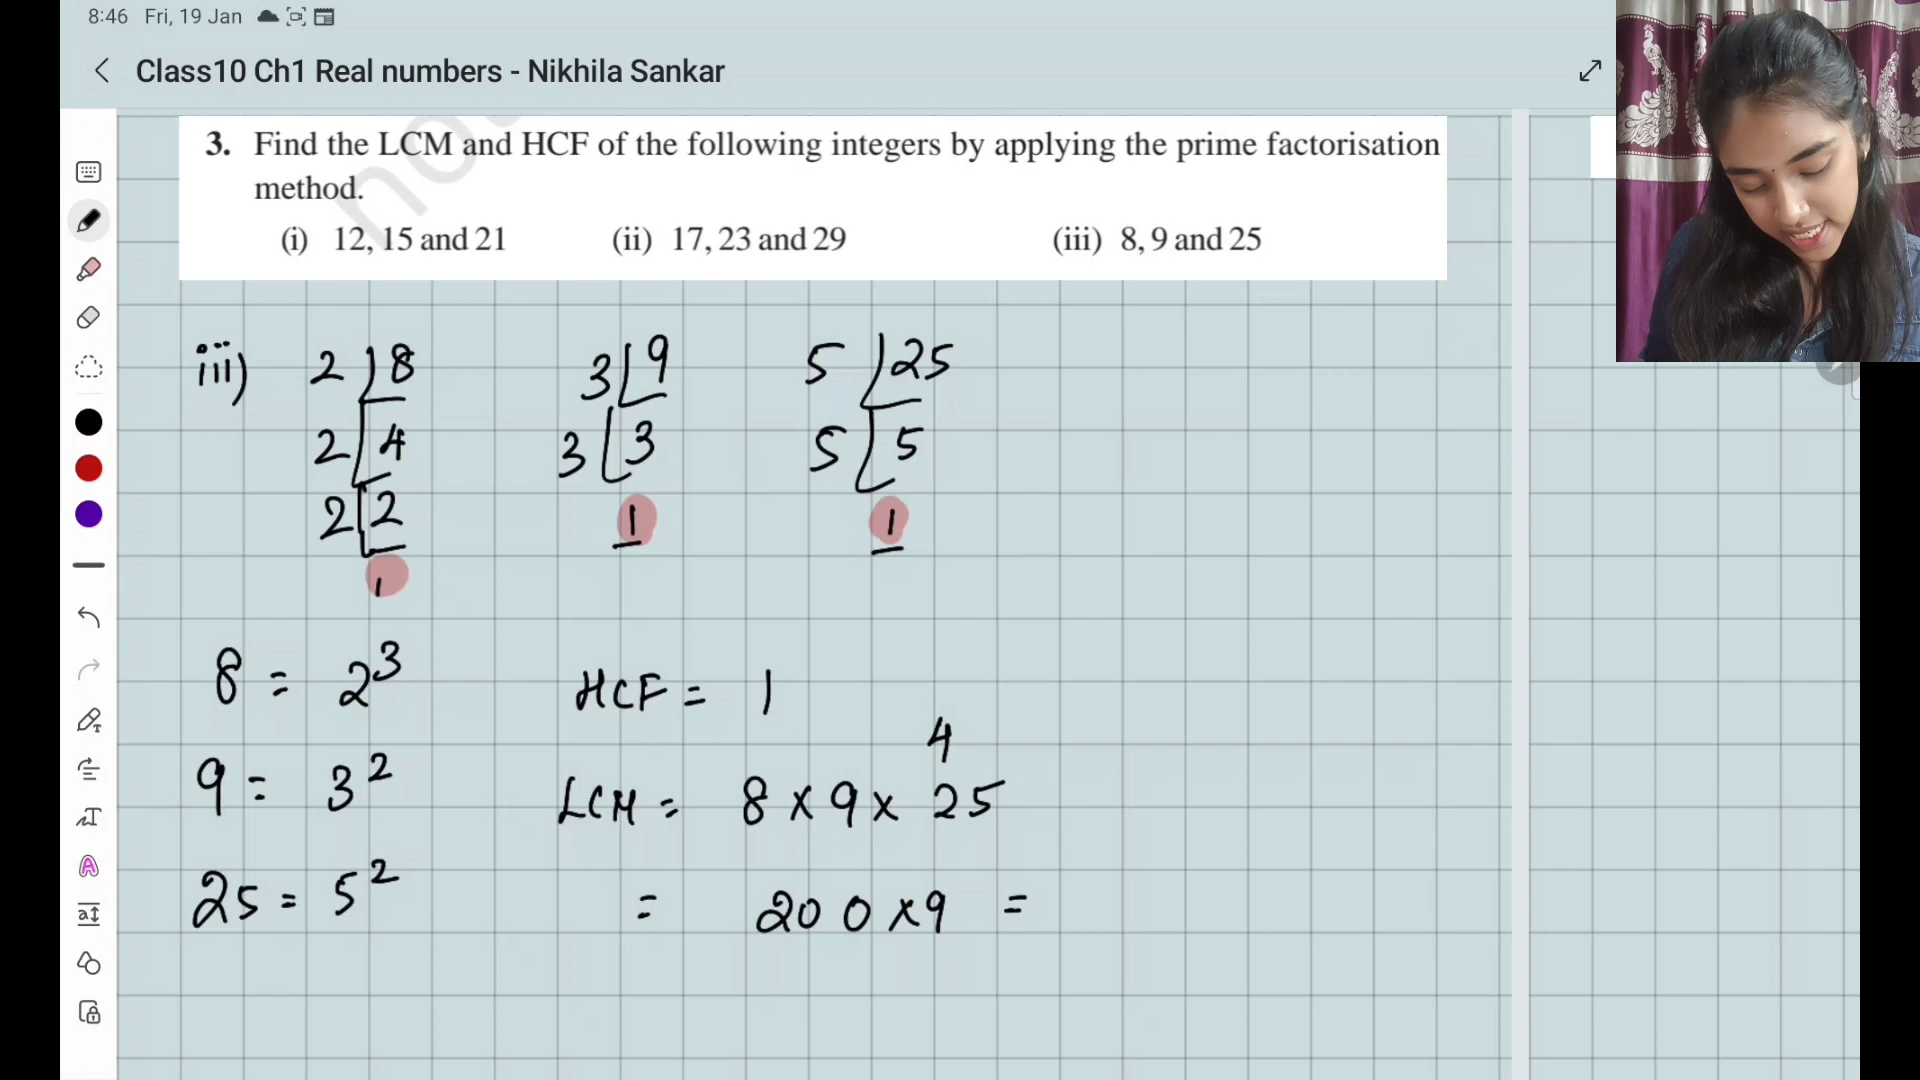 8:46 Fri, 19 Jan
Class10 Ch1 Real numbers - Nikhila Sankar
3. Find the LCM and HCF of the following integers by applying the prime factorisation
method.
(i) 12, 15 and 21 (ii) 17, 23 and 29 (iii) 8, 9 and 25
iii) 2 8 3 9 5 25
2 4 3 3 5 5
2 2 1 1
1
8 = 2³ HCF = 1
4
9 = 3² LCM = 8 x 9 x 25
25 = 5² = 200 x 9 =